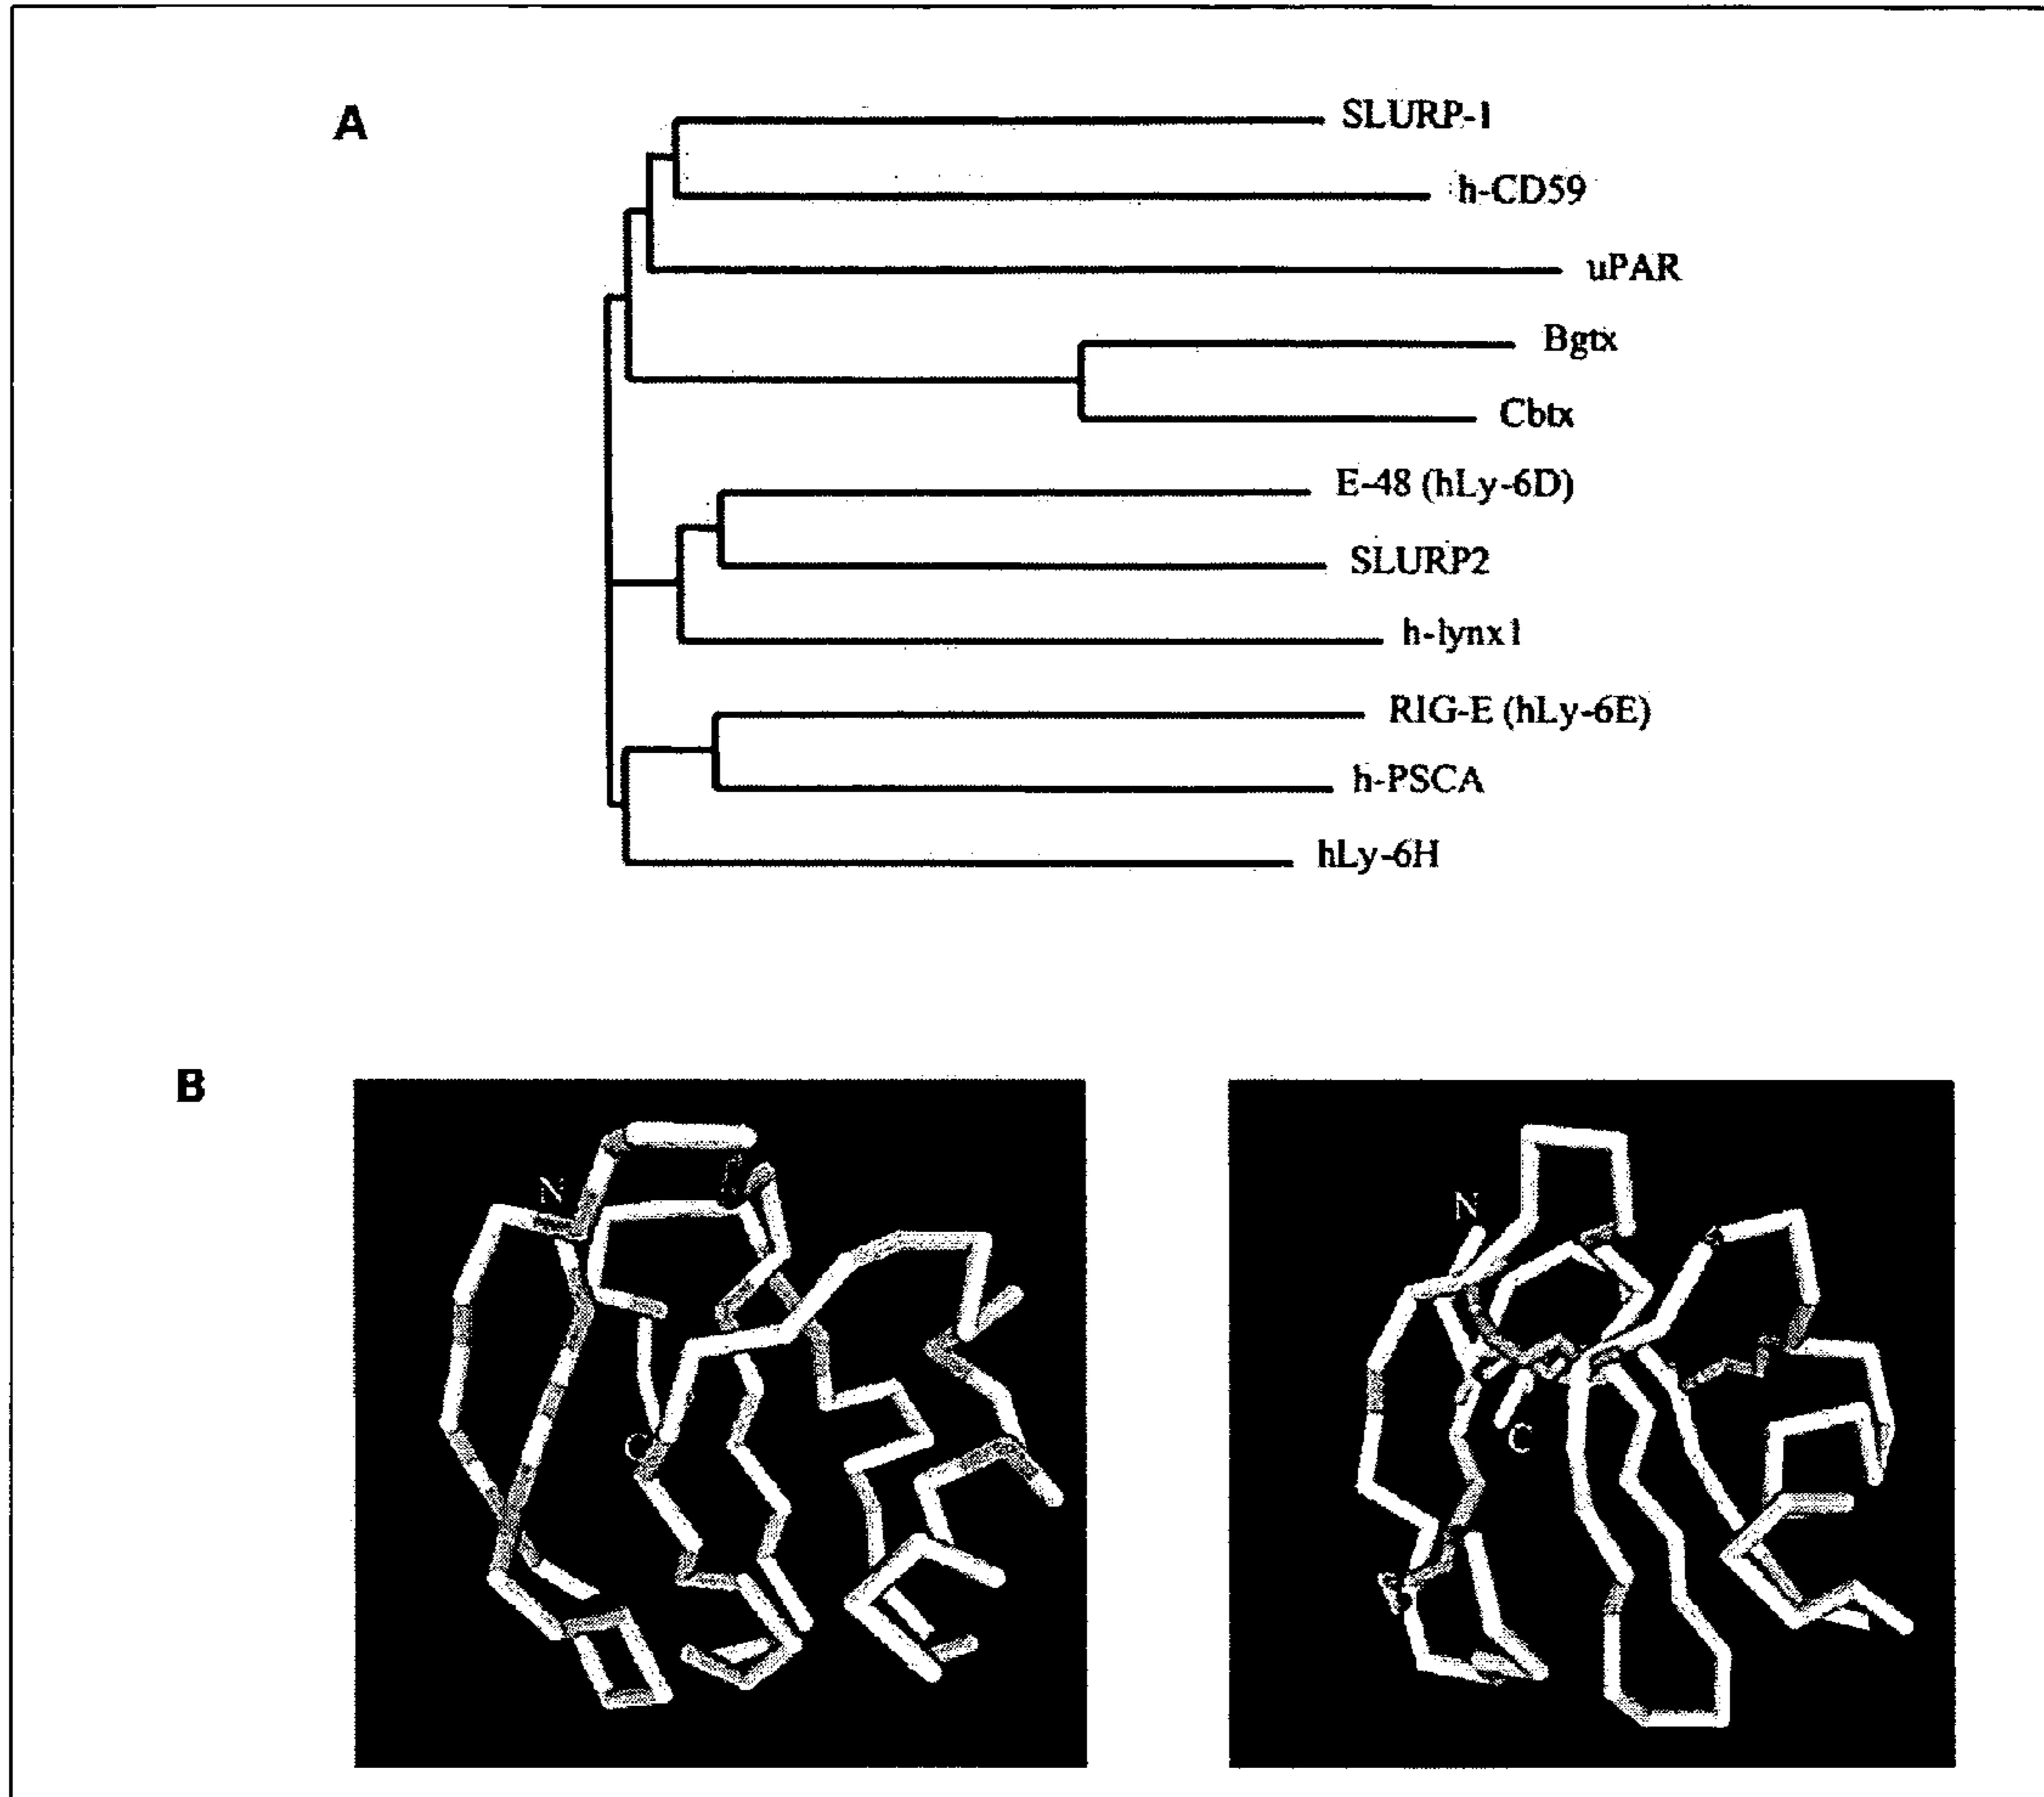 A
SLURP-1
h-CD59
uPAR
Bgtx
Cbtx
E-48 (hLy-6D)
SLURP2
h-lynx1
RIG-E (hLy-6E)
h-PSCA
hLy-6H
B
N
C
N
C